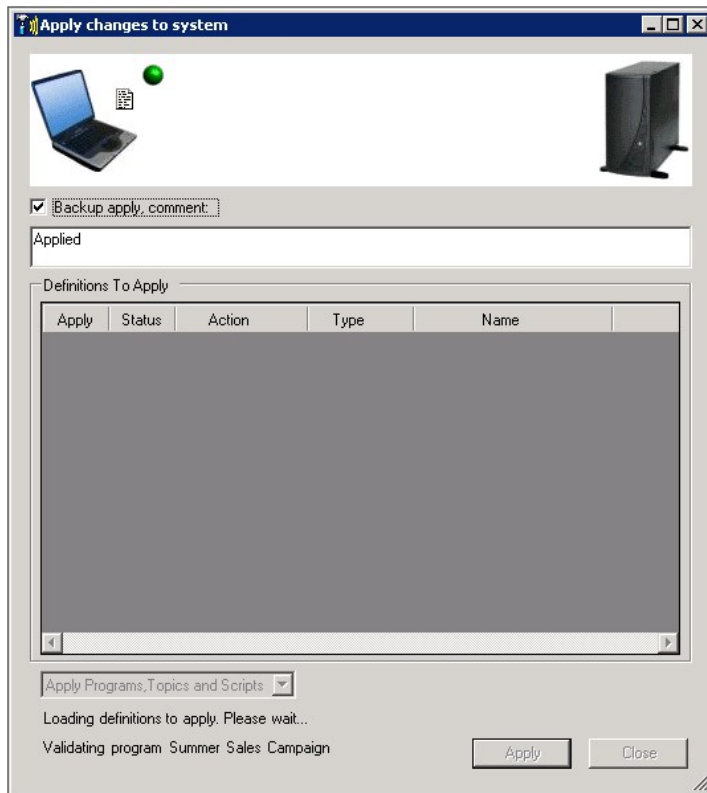 Apply changes to system
Backup apply, comment:
Applied
Definitions To Apply
Apply Status Action Type Name
Apply Programs,Topics and Scripts
Loading definitions to apply. Please wait...
Validating program Summer Sales Campaign
Apply Close